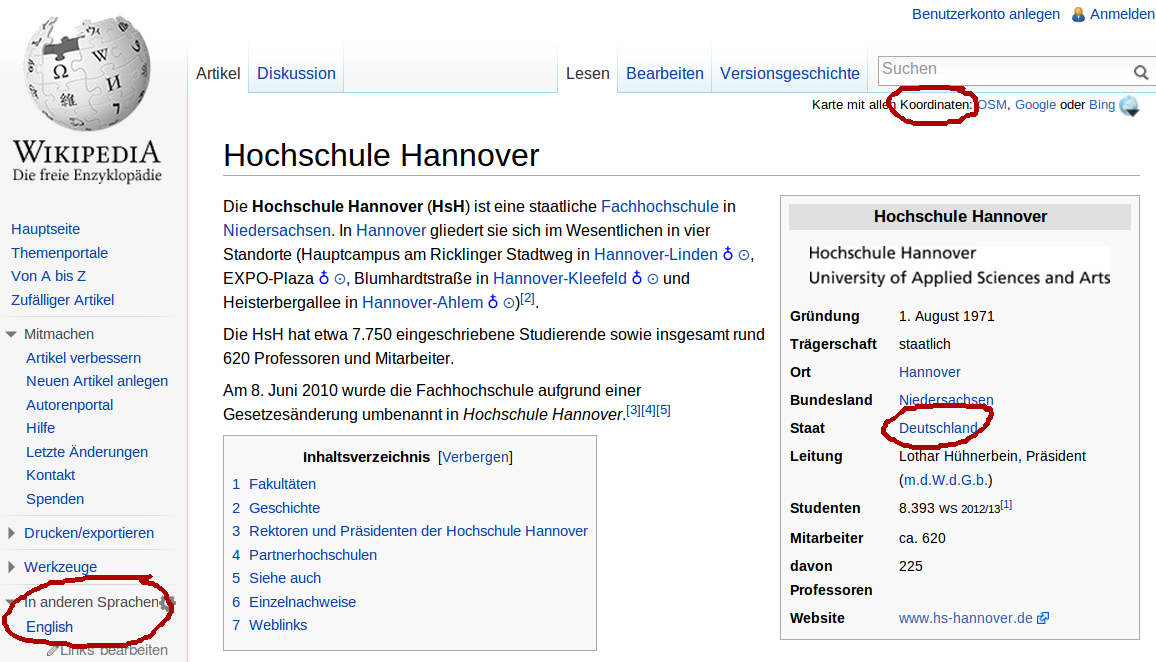 Benutzerkonto anlegen Anmelden
Artikel Diskussion Lesen Bearbeiten Versionsgeschichte Suchen
Karte mit allen Koordinaten: OSM, Google oder Bing
WIKIPEDIA
Die freie Enzyklopädie
Hauptseite
Themenportale
Von A bis Z
Zufälliger Artikel
Mitmachen
Artikel verbessern
Neuen Artikel anlegen
Autorenportal
Hilfe
Letzte Änderungen
Kontakt
Spenden
Drucken/exportieren
Werkzeuge
In anderen Sprachen
English
Links bearbeiten
Hochschule Hannover
Die Hochschule Hannover (HsH) ist eine staatliche Fachhochschule in
Niedersachsen. In Hannover gliedert sie sich im Wesentlichen in vier
Standorte (Hauptcampus am Ricklinger Stadtweg in Hannover-Linden ♁ ⊙,
EXPO-Plaza ♁ ⊙, Blumhardtstraße in Hannover-Kleefeld ♁ ⊙ und
Heisterbergallee in Hannover-Ahlem ♁ ⊙)[2].
Die HsH hat etwa 7.750 eingeschriebene Studierende sowie insgesamt rund
620 Professoren und Mitarbeiter.
Am 8. Juni 2010 wurde die Fachhochschule aufgrund einer
Gesetzesänderung umbenannt in Hochschule Hannover.[3][4][5]
Inhaltsverzeichnis [Verbergen]
1 Fakultäten
2 Geschichte
3 Rektoren und Präsidenten der Hochschule Hannover
4 Partnerhochschulen
5 Siehe auch
6 Einzelnachweise
7 Weblinks
Hochschule Hannover
Hochschule Hannover
University of Applied Sciences and Arts
Gründung 1. August 1971
Trägerschaft staatlich
Ort Hannover
Bundesland Niedersachsen
Staat Deutschland
Leitung Lothar Hühnerbein, Präsident
(m.d.W.d.G.b.)
Studenten 8.393 WS 2012/13[1]
Mitarbeiter ca. 620
davon 225
Professoren
Website www.hs-hannover.de